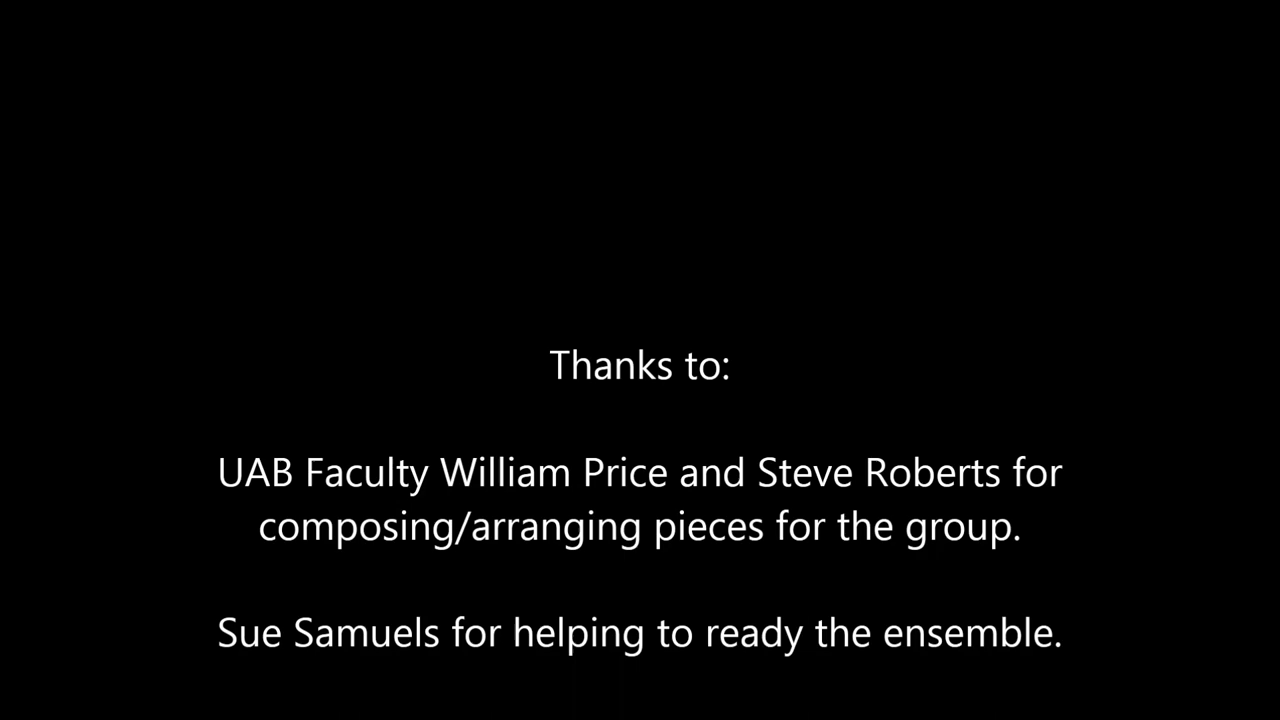 Thanks to:
UAB Faculty William Price and Steve Roberts for
composing/arranging pieces for the group.
Sue Samuels for helping to ready the ensemble.